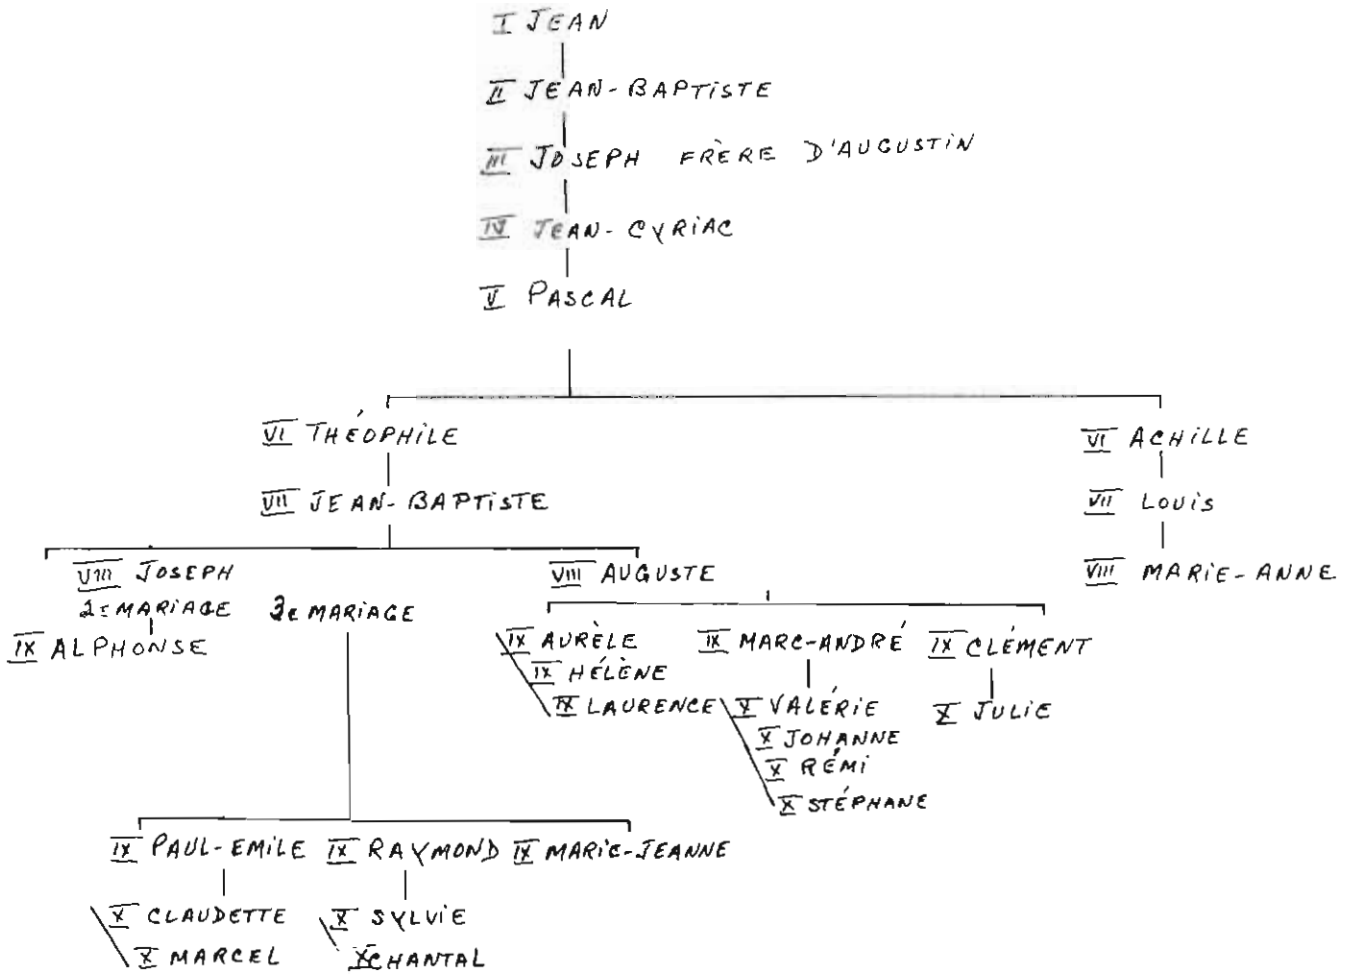 I JEAN
II JEAN-BAPTISTE
III JOSEPH FRÈRE D'AUGUSTIN
IV JEAN-CYRIAC
V PASCAL
VI THÉOPHILE VI ACHILLE
VII JEAN-BAPTISTE VII LOUIS
VIII JOSEPH VIII AUGUSTE VIII MARIE-ANNE
2e MARIAGE 3e MARIAGE
IX ALPHONSE IX AURÈLE IX MARC-ANDRÉ IX CLÉMENT
IX HÉLÈNE
IX LAURENCE X VALÉRIE X JULIE
X JOHANNE
X RÉMI
X STÉPHANE
IX PAUL-EMILE IX RAYMOND IX MARIE-JEANNE
X CLAUDETTE X SYLVIE
X MARCEL X CHANTAL